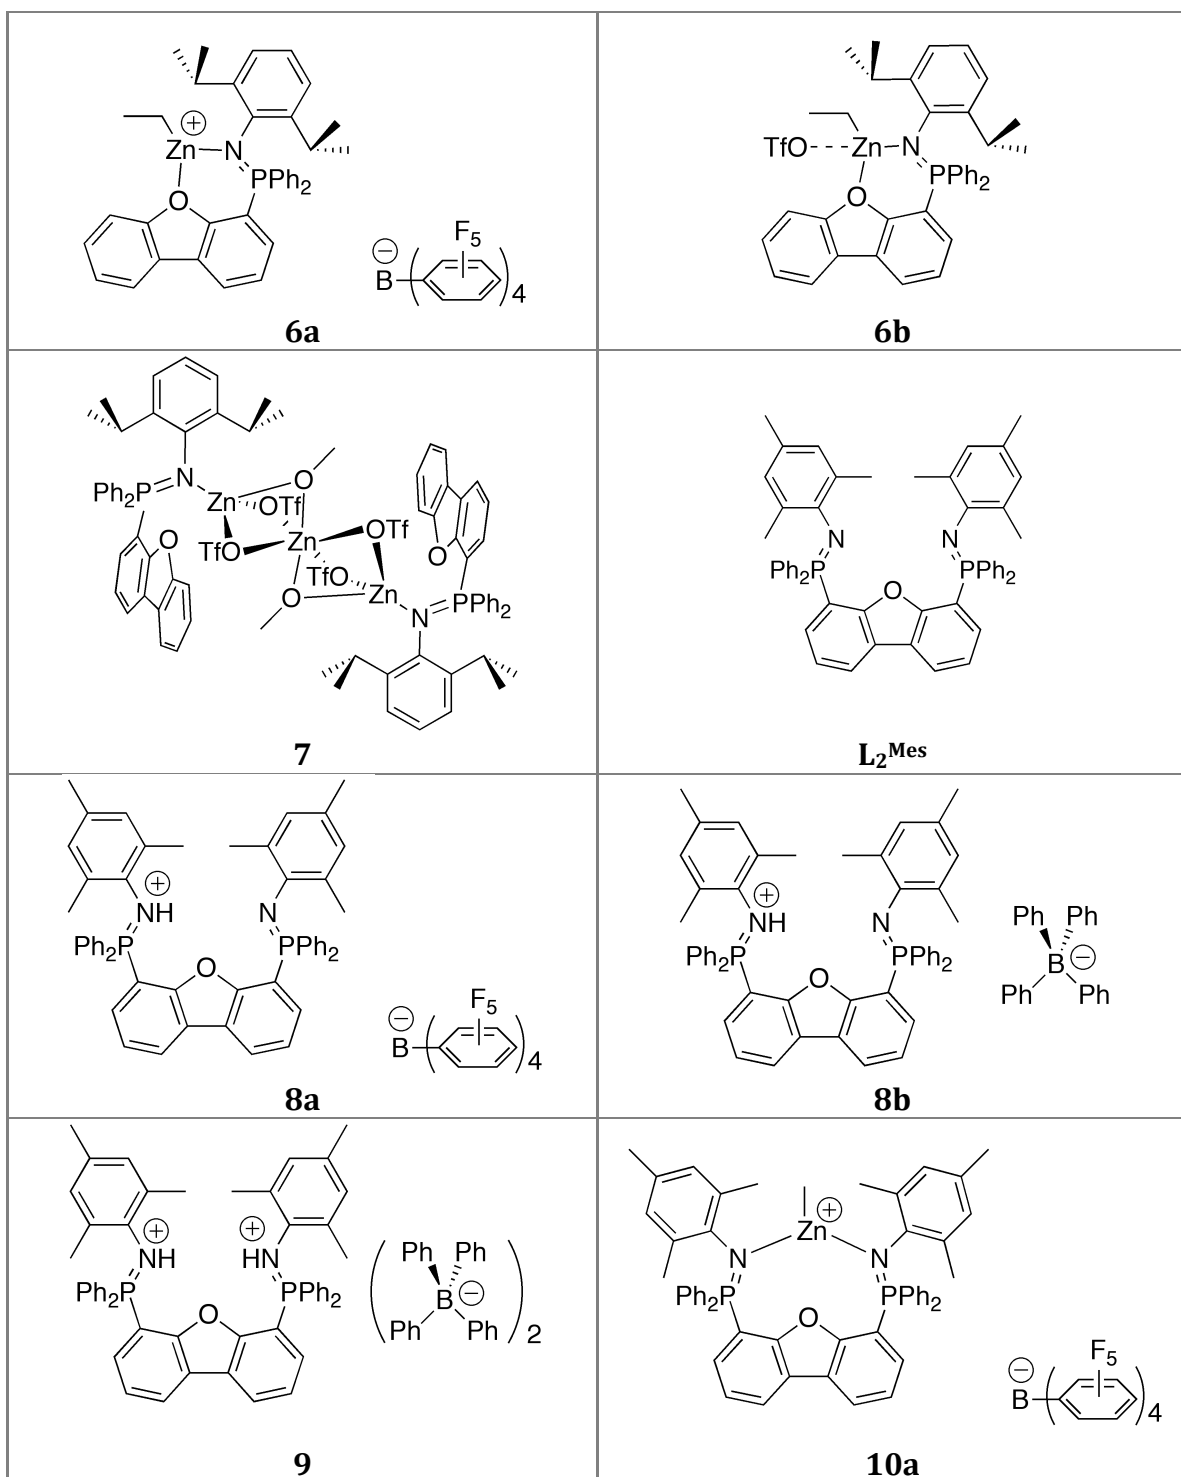 Zn
+
N
PPh2
O
F5
B
−
4
6a
TfO
Zn
N
PPh2
O
6b
Ph2P
N
Zn
O
OTf
TfO
Zn
OTf
TfO
O
Zn
N
PPh2
O
O
7
N
N
Ph2P
PPh2
O
L2Mes
+
NH
N
Ph2P
PPh2
O
F5
−
B
4
8a
+
NH
N
Ph2P
PPh2
O
Ph
Ph
B
−
Ph
Ph
8b
+
+
NH
HN
Ph2P
PPh2
O
Ph
Ph
B
−
Ph
Ph
2
9
Zn
+
N
N
Ph2P
PPh2
O
F5
−
B
4
10a